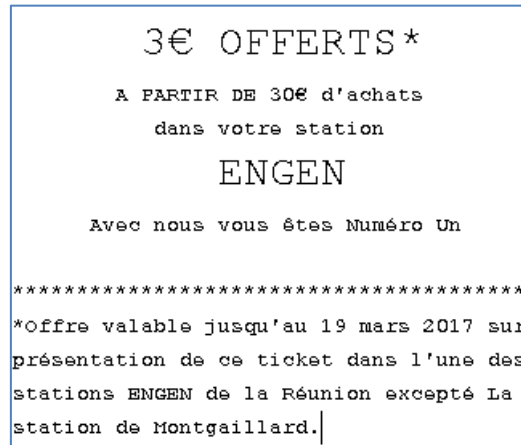 3€ OFFERTS*
A PARTIR DE 30€ d'achats
dans votre station
ENGEN
Avec nous vous êtes Numéro Un
****************************************
*Offre valable jusqu'au 19 mars 2017 sur
présentation de ce ticket dans l'une des
stations ENGEN de la Réunion excepté La
station de Montgaillard.